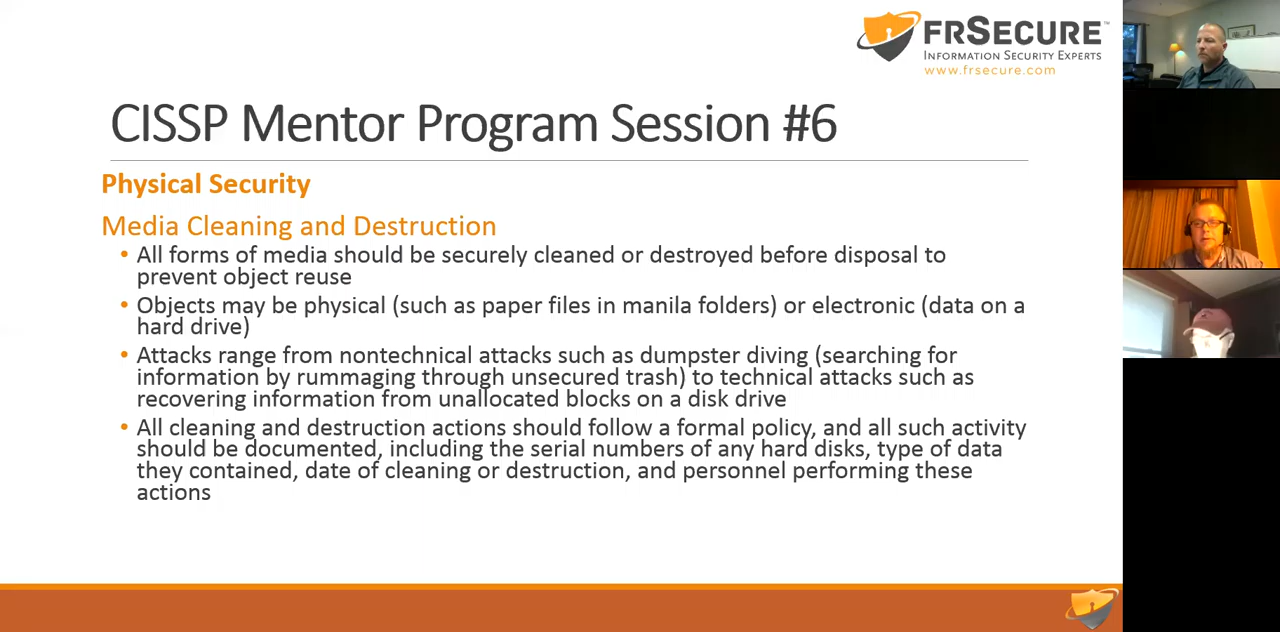 FRSECURE™
INFORMATION SECURITY EXPERTS
www.frsecure.com
CISSP Mentor Program Session #6
Physical Security
Media Cleaning and Destruction
• All forms of media should be securely cleaned or destroyed before disposal to
prevent object reuse
• Objects may be physical (such as paper files in manila folders) or electronic (data on a
hard drive)
• Attacks range from nontechnical attacks such as dumpster diving (searching for
information by rummaging through unsecured trash) to technical attacks such as
recovering information from unallocated blocks on a disk drive
• All cleaning and destruction actions should follow a formal policy, and all such activity
should be documented, including the serial numbers of any hard disks, type of data
they contained, date of cleaning or destruction, and personnel performing these
actions